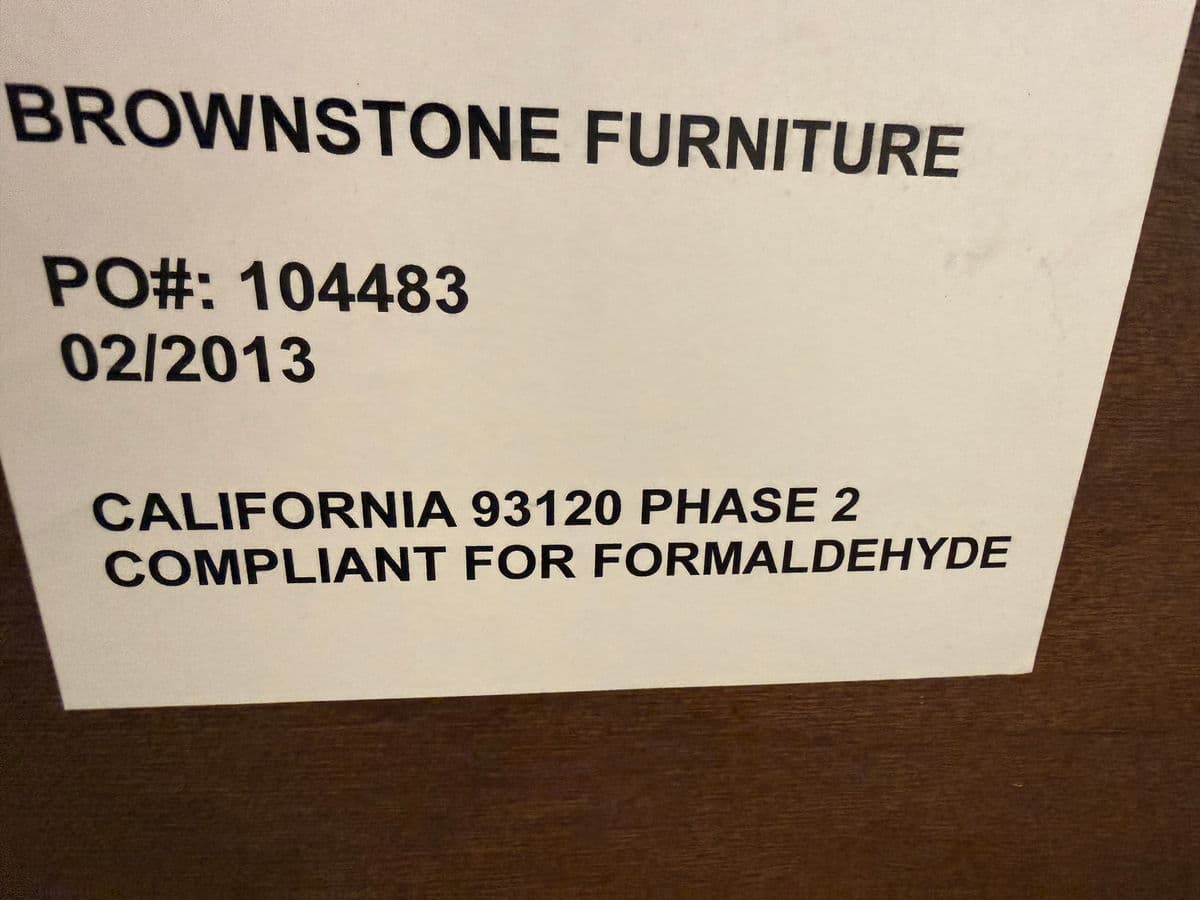 BROWNSTONE FURNITURE
PO#: 104483
02/2013
CALIFORNIA 93120 PHASE 2
COMPLIANT FOR FORMALDEHYDE